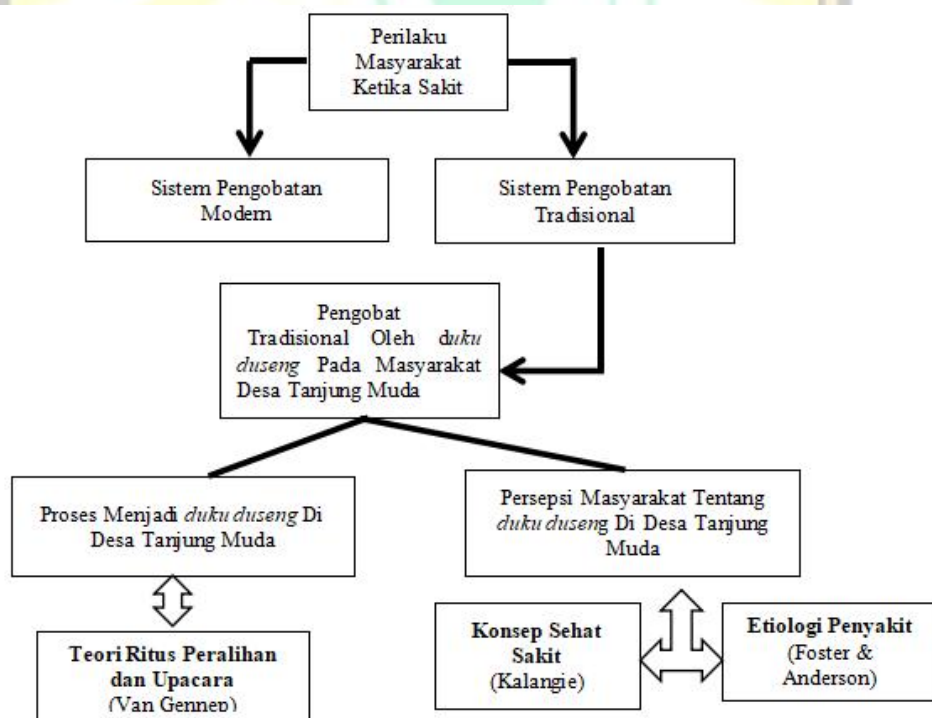 Perilaku
Masyarakat
Ketika Sakit
Sistem Pengobatan
Modern
Sistem Pengobatan
Tradisional
Pengobat
Tradisional Oleh duku
duseng Pada Masyarakat
Desa Tanjung Muda
Proses Menjadi duku duseng Di
Desa Tanjung Muda
Persepsi Masyarakat Tentang
duku duseng Di Desa Tanjung
Muda
Teori Ritus Peralihan
dan Upacara
(Van Gennep)
Konsep Sehat
Sakit
(Kalangie)
Etiologi Penyakit
(Foster &
Anderson)